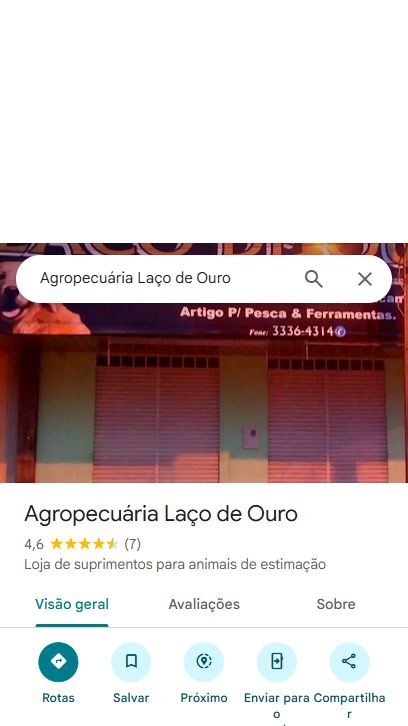 Agropecuária Laço de Ouro
Artigo P/ Pesca & Ferramentas.
Fone: 3336-4314
Agropecuária Laço de Ouro
4,6 (7)
Loja de suprimentos para animais de estimação
Visão geral Avaliações Sobre
Rotas Salvar Próximo Enviar para o Compartilhar